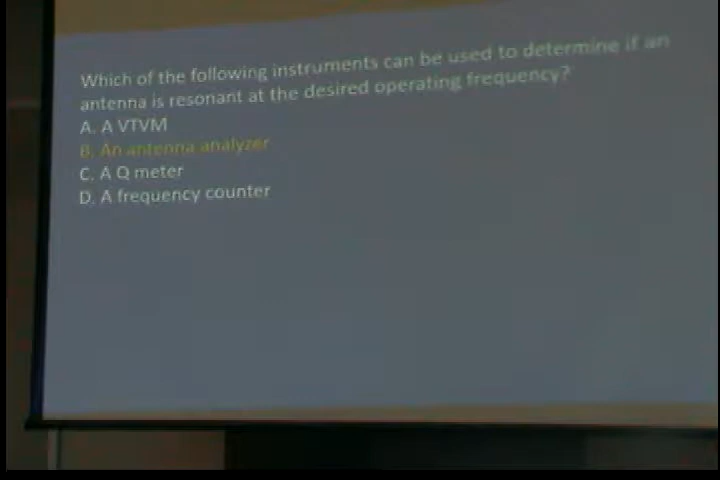 Which of the following instruments can be used to determine if an
antenna is resonant at the desired operating frequency?
A. A VTVM
B. An antenna analyzer
C. A Q meter
D. A frequency counter